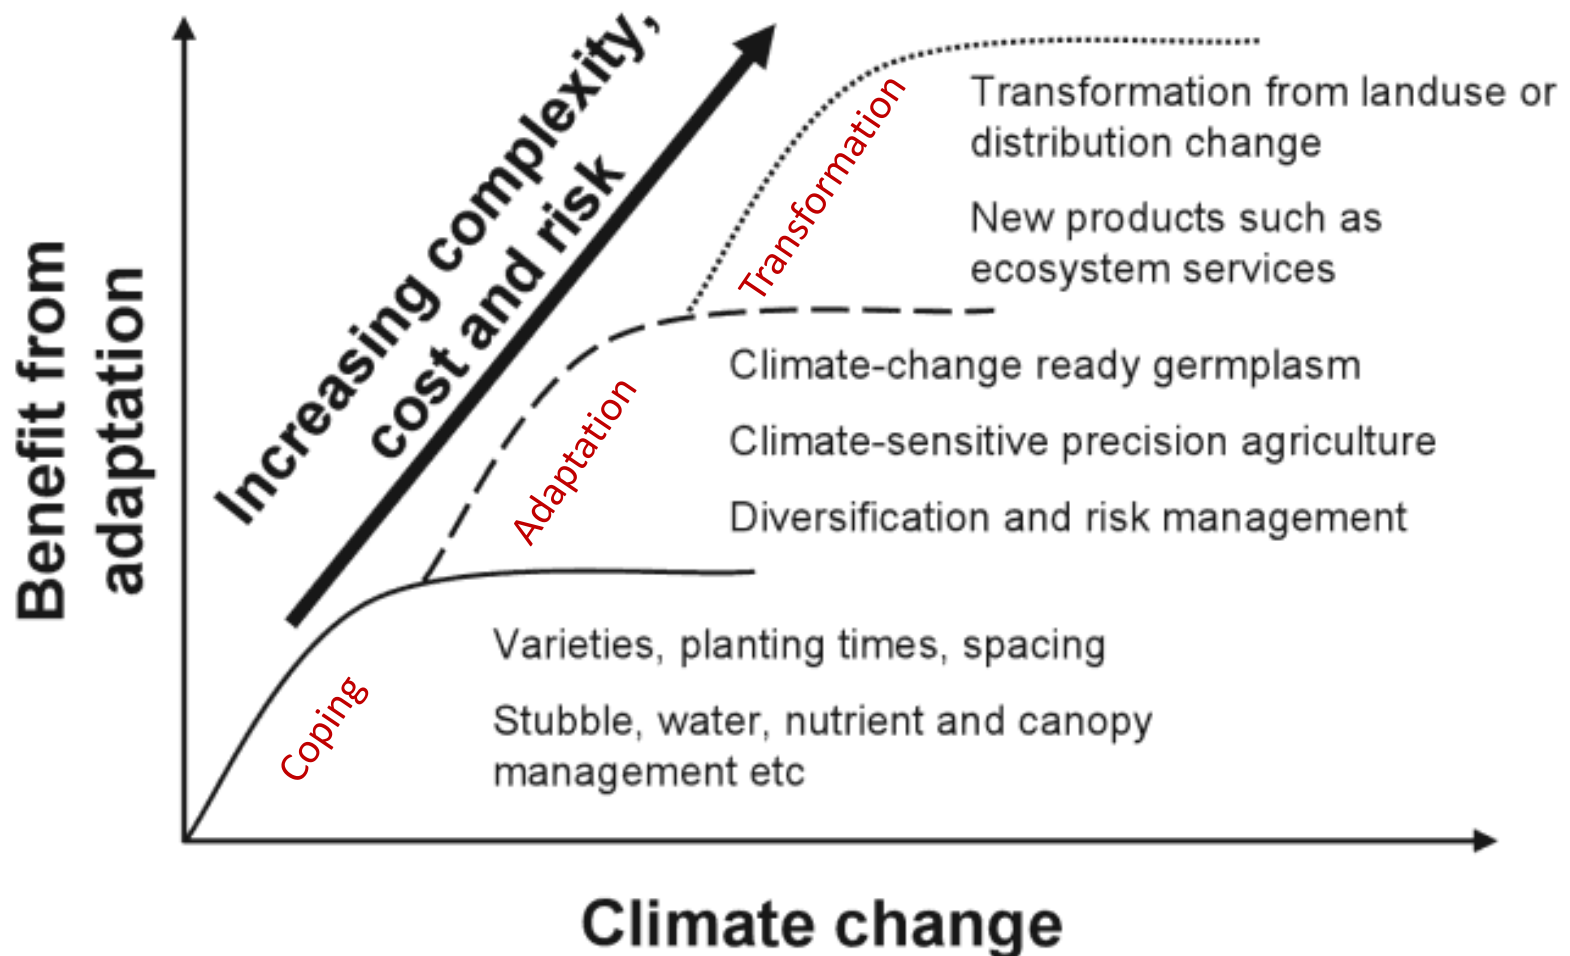 Benefit from
adaptation
Increasing complexity,
cost and risk
Transformation
Transformation from landuse or
distribution change
New products such as
ecosystem services
Adaptation
Climate-change ready germplasm
Climate-sensitive precision agriculture
Diversification and risk management
Coping
Varieties, planting times, spacing
Stubble, water, nutrient and canopy
management etc
Climate change